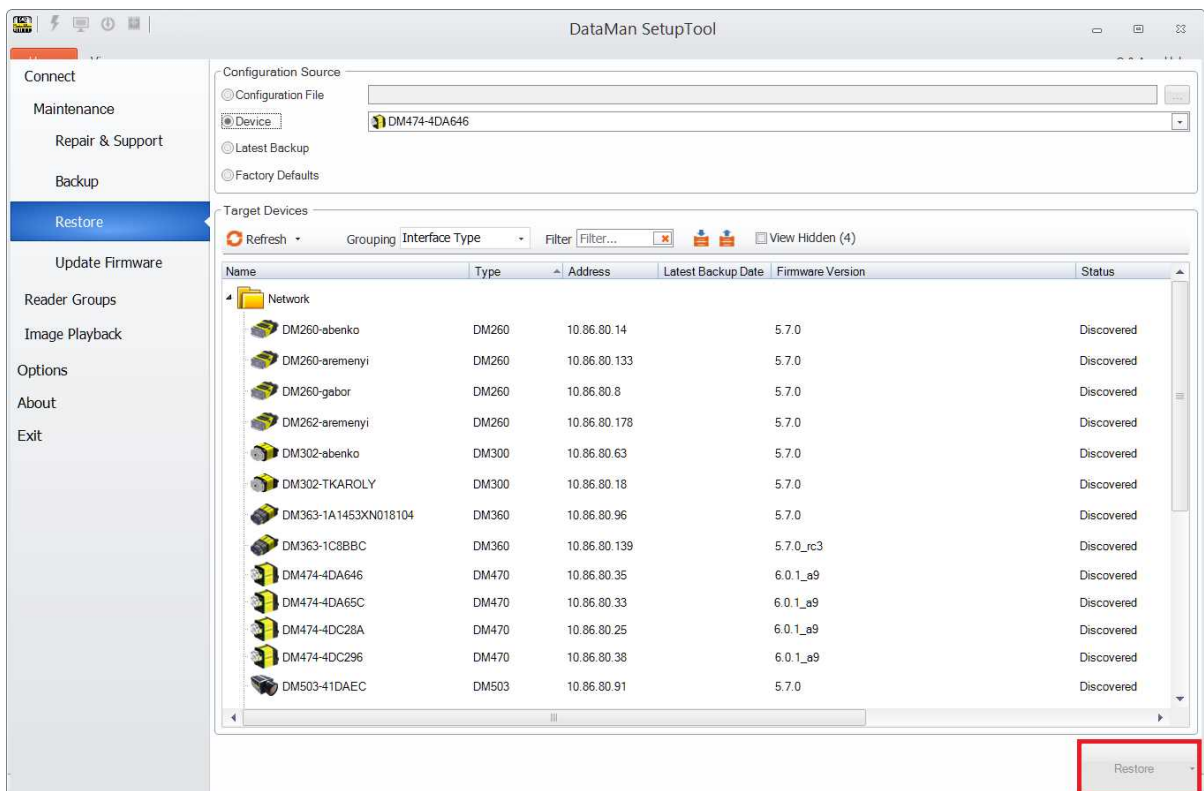 DataMan SetupTool
Connect
Maintenance
Repair & Support
Backup
Restore
Update Firmware
Reader Groups
Image Playback
Options
About
Exit
Configuration Source
Configuration File
...
Device DM474-4DA646
Latest Backup
Factory Defaults
Target Devices
Refresh Grouping Interface Type Filter Filter... View Hidden (4)
Name Type Address Latest Backup Date Firmware Version Status
Network
DM260-abenko DM260 10.86.80.14 5.7.0 Discovered
DM260-aremenyi DM260 10.86.80.133 5.7.0 Discovered
DM260-gabor DM260 10.86.80.8 5.7.0 Discovered
DM262-aremenyi DM260 10.86.80.178 5.7.0 Discovered
DM302-abenko DM300 10.86.80.63 5.7.0 Discovered
DM302-TKAROLY DM300 10.86.80.18 5.7.0 Discovered
DM363-1A1453XN018104 DM360 10.86.80.96 5.7.0 Discovered
DM363-1C8BBC DM360 10.86.80.139 5.7.0_rc3 Discovered
DM474-4DA646 DM470 10.86.80.35 6.0.1_a9 Discovered
DM474-4DA65C DM470 10.86.80.33 6.0.1_a9 Discovered
DM474-4DC28A DM470 10.86.80.25 6.0.1_a9 Discovered
DM474-4DC296 DM470 10.86.80.38 6.0.1_a9 Discovered
DM503-41DAEC DM503 10.86.80.91 5.7.0 Discovered
Restore